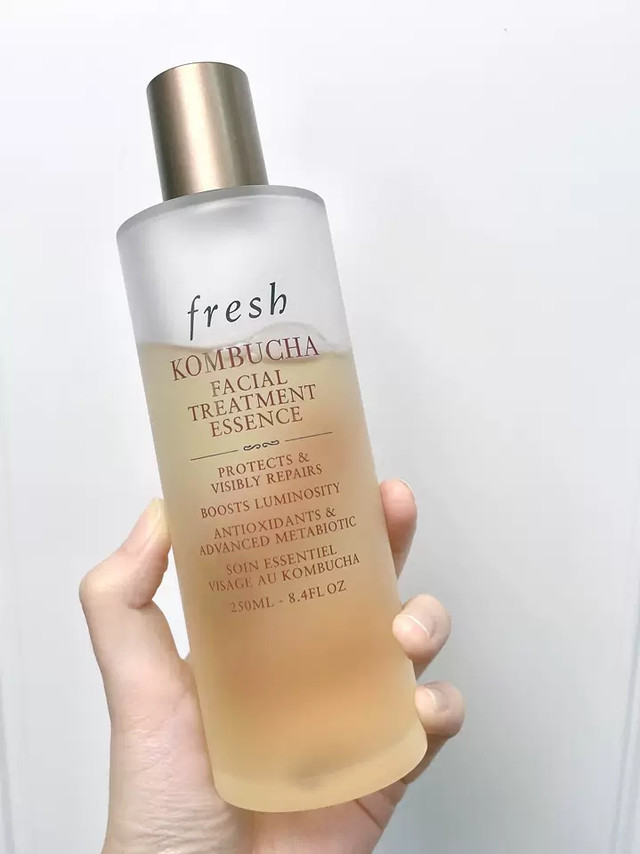 fresh
KOMBUCHA
FACIAL
TREATMENT
ESSENCE
PROTECTS &
VISIBLY REPAIRS
BOOSTS LUMINOSITY
ANTIOXIDANTS &
ADVANCED METABIOTIC
SOIN ESSENTIEL
VISAGE AU KOMBUCHA
250ML - 8.4FL OZ